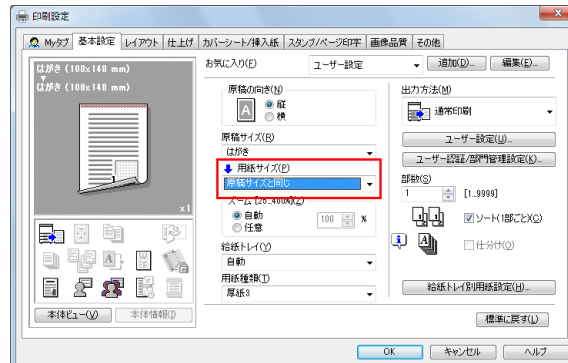 印刷設定
Myタブ 基本設定 レイアウト 仕上げ カバーシート/挿入紙 スタンプ/ページ印字 画像品質 その他
はがき (100x148 mm)
はがき (100x148 mm)
1
x1
本体ビュー(V) 本体情報(I)
お気に入り(F) ユーザー設定 追加(D)... 編集(E)...
原稿の向き(N)
A
縦
横
原稿サイズ(R)
はがき
用紙サイズ(P)
原稿サイズと同じ
ズーム [25..400%](Z)
自動
任意
100 %
給紙トレイ(Y)
自動
用紙種類(T)
厚紙3
出力方法(M)
通常印刷
ユーザー設定(U)...
ユーザー認証/部門管理設定(K)...
部数(S)
1 [1..9999]
ソート(1部ごと)(O)
仕分け(O)
給紙トレイ別用紙設定(H)...
標準に戻す(L)
OK キャンセル ヘルプ